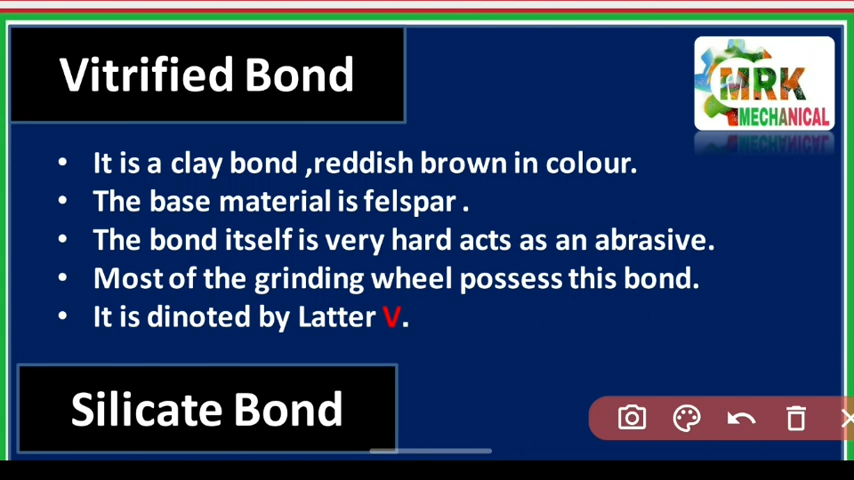 Vitrified Bond
MRK
MECHANICAL
• It is a clay bond ,reddish brown in colour.
• The base material is felspar .
• The bond itself is very hard acts as an abrasive.
• Most of the grinding wheel possess this bond.
• It is dinoted by Latter V.
Silicate Bond